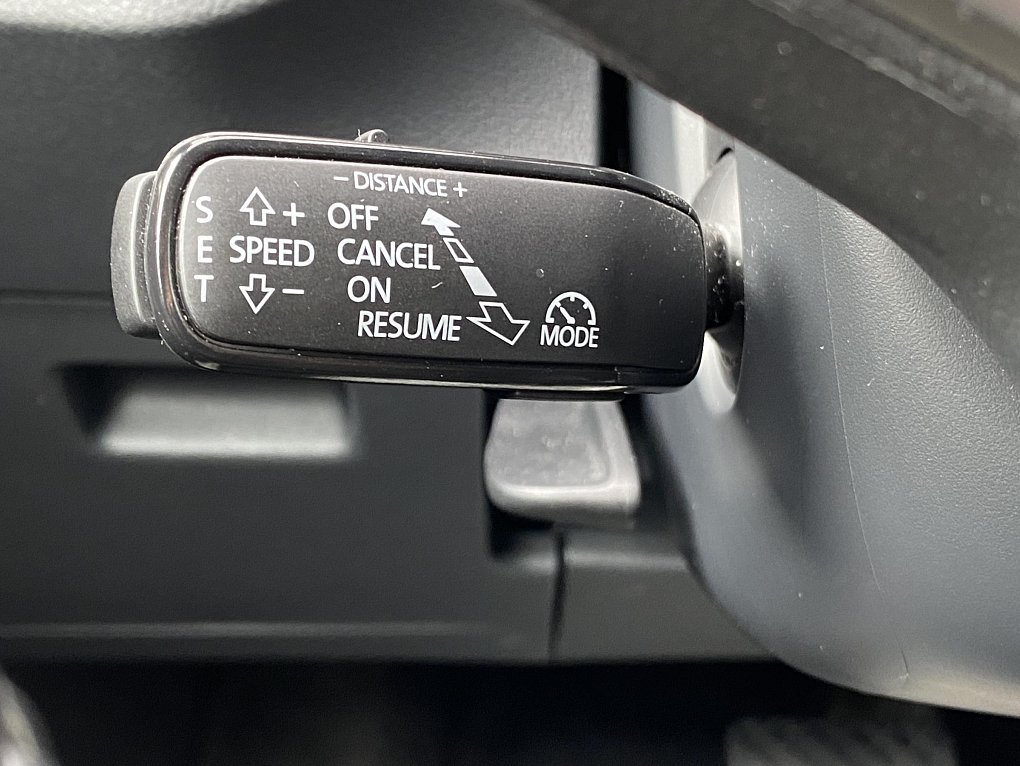 − DISTANCE +
S + OFF
E SPEED CANCEL
T − ON
RESUME
MODE